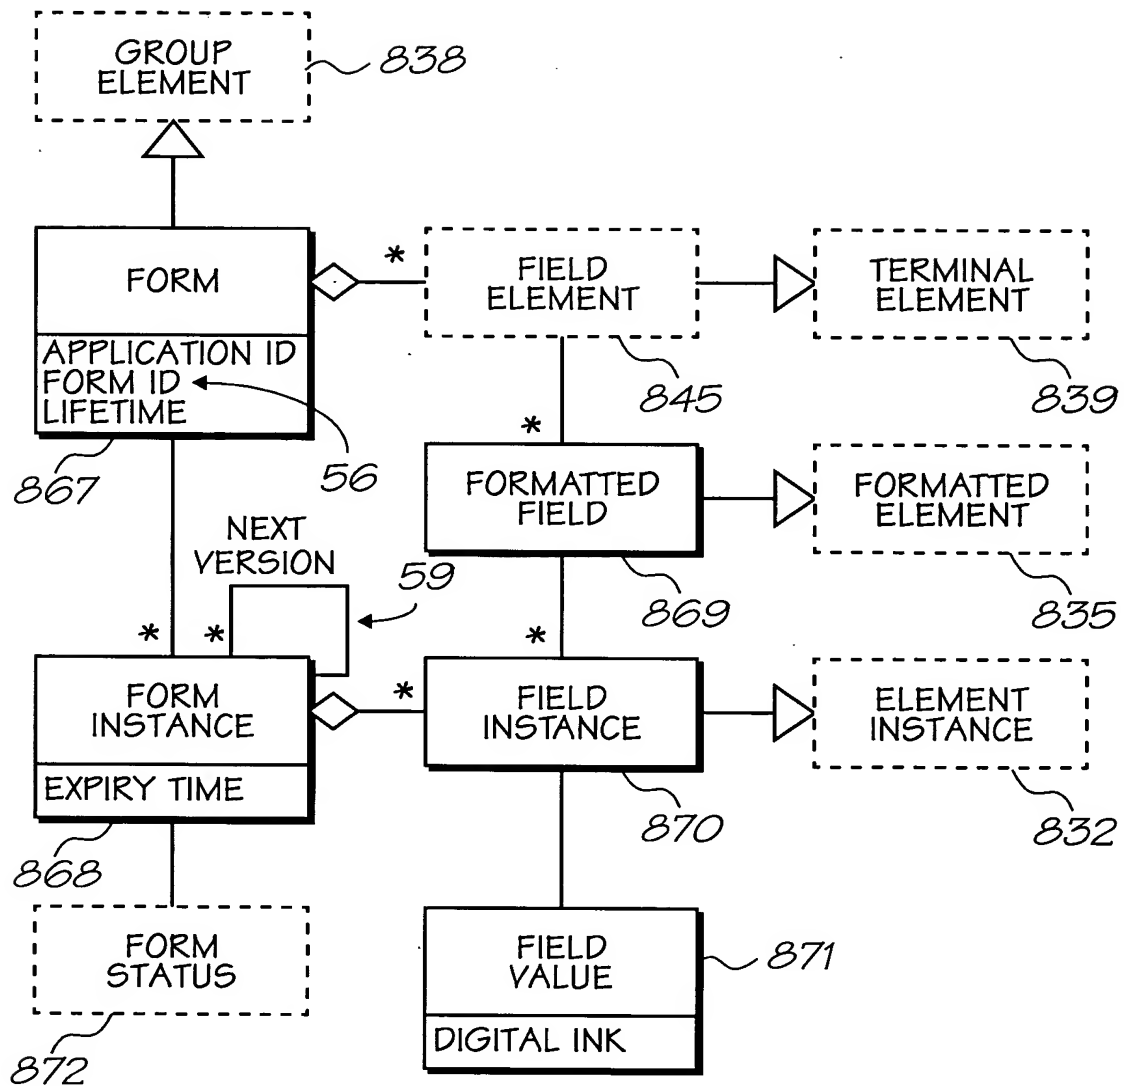 GROUP
ELEMENT
838
FORM
APPLICATION ID
FORM ID
LIFETIME
56
867
*
FIELD
ELEMENT
845
TERMINAL
ELEMENT
839
*
FORMATTED
FIELD
869
FORMATTED
ELEMENT
835
NEXT
VERSION
59
*
*
*
FORM
INSTANCE
EXPIRY TIME
868
*
FIELD
INSTANCE
870
ELEMENT
INSTANCE
832
FORM
STATUS
872
FIELD
VALUE
DIGITAL INK
871